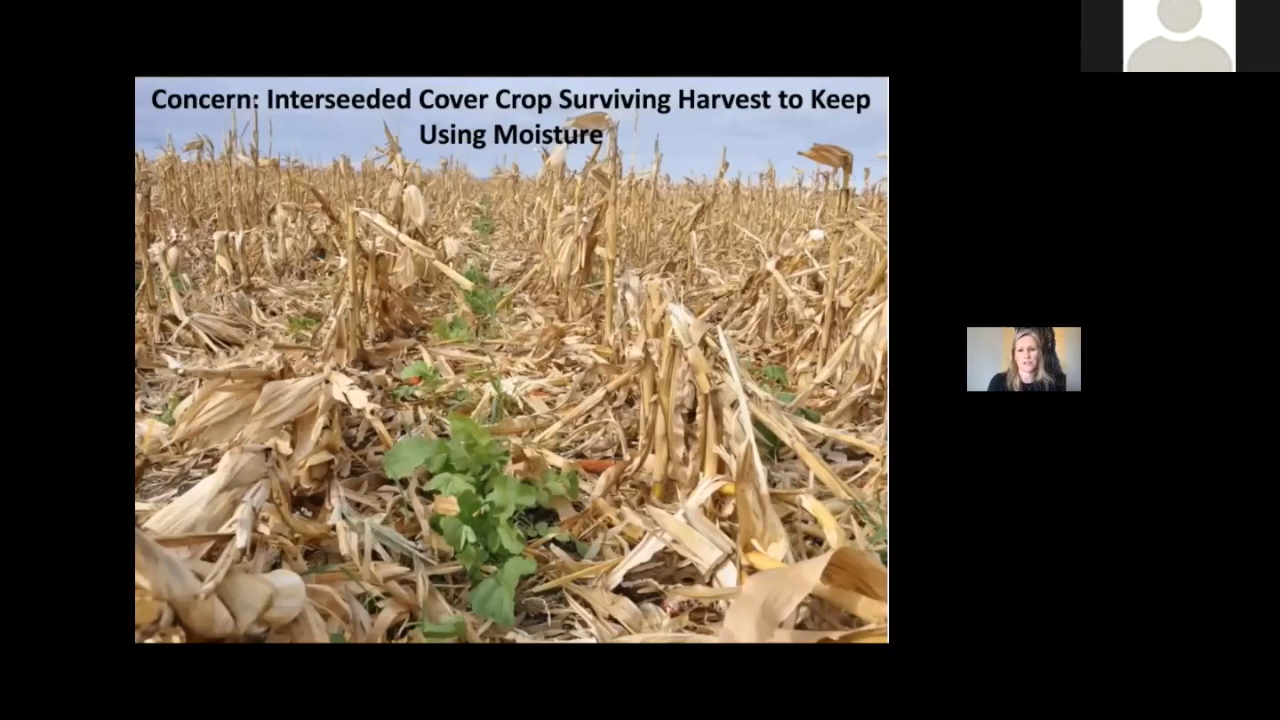 Concern: Interseeded Cover Crop Surviving Harvest to Keep
Using Moisture